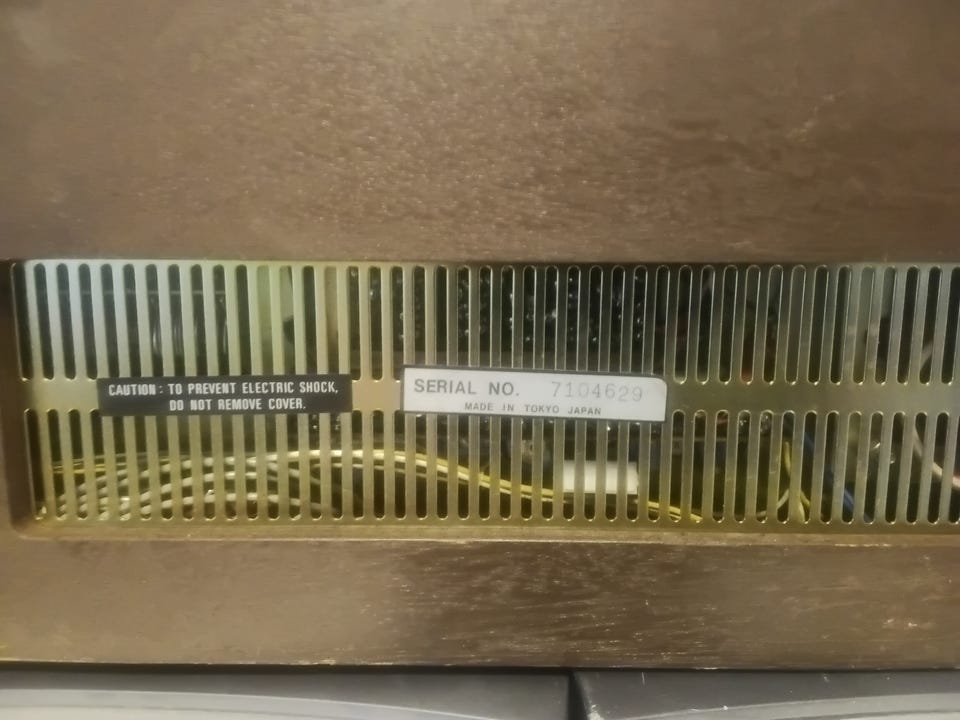 CAUTION: TO PREVENT ELECTRIC SHOCK,
DO NOT REMOVE COVER.
SERIAL NO. 7104629
MADE IN TOKYO JAPAN